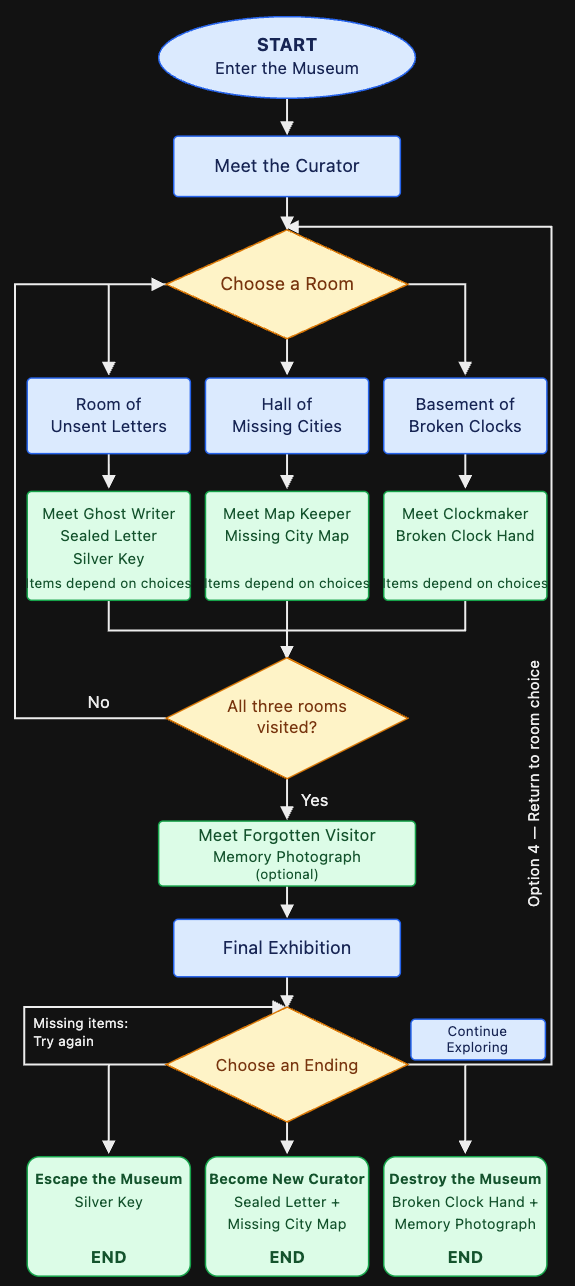 START
Enter the Museum
Meet the Curator
Choose a Room
Room of
Unsent Letters
Hall of
Missing Cities
Basement of
Broken Clocks
Meet Ghost Writer
Sealed Letter
Silver Key
Items depend on choices
Meet Map Keeper
Missing City Map
Items depend on choices
Meet Clockmaker
Broken Clock Hand
Items depend on choices
All three rooms
visited?
No
Yes
Option 4 — Return to room choice
Meet Forgotten Visitor
Memory Photograph
(optional)
Final Exhibition
Missing items:
Try again
Choose an Ending
Continue
Exploring
Escape the Museum
Silver Key
END
Become New Curator
Sealed Letter +
Missing City Map
END
Destroy the Museum
Broken Clock Hand +
Memory Photograph
END